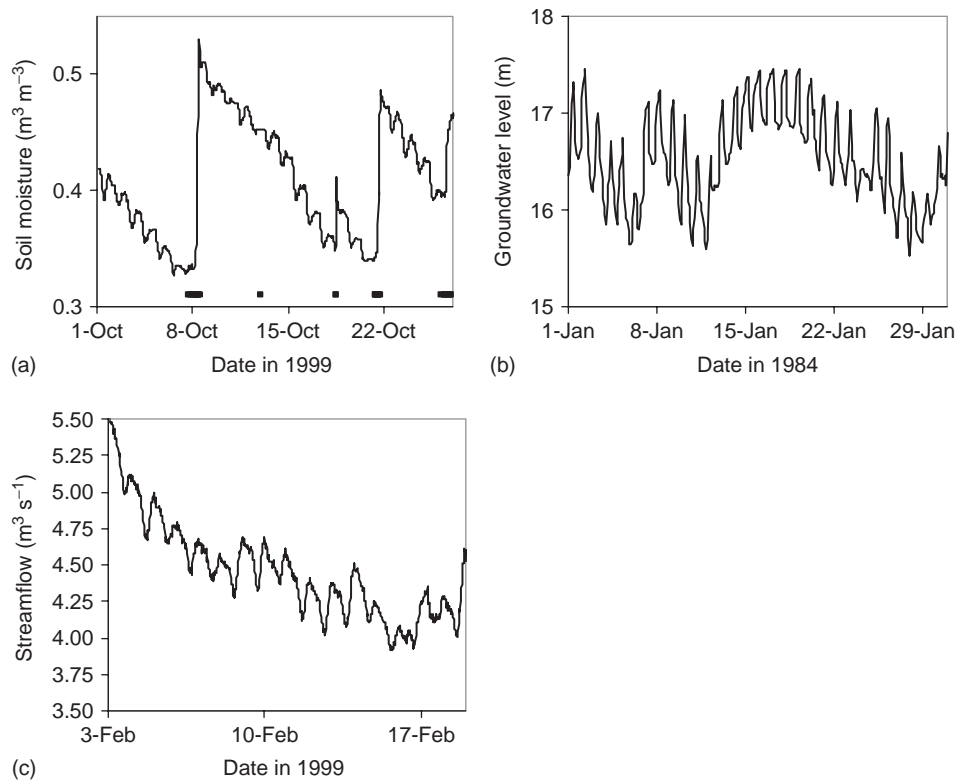 0.5
0.4
0.3
Soil moisture (m³ m⁻³)
1-Oct 8-Oct 15-Oct 22-Oct
(a) Date in 1999
18
17
16
15
Groundwater level (m)
1-Jan 8-Jan 15-Jan 22-Jan 29-Jan
(b) Date in 1984
5.50
5.25
5.00
4.75
4.50
4.25
4.00
3.75
3.50
Streamflow (m³ s⁻¹)
3-Feb 10-Feb 17-Feb
(c) Date in 1999